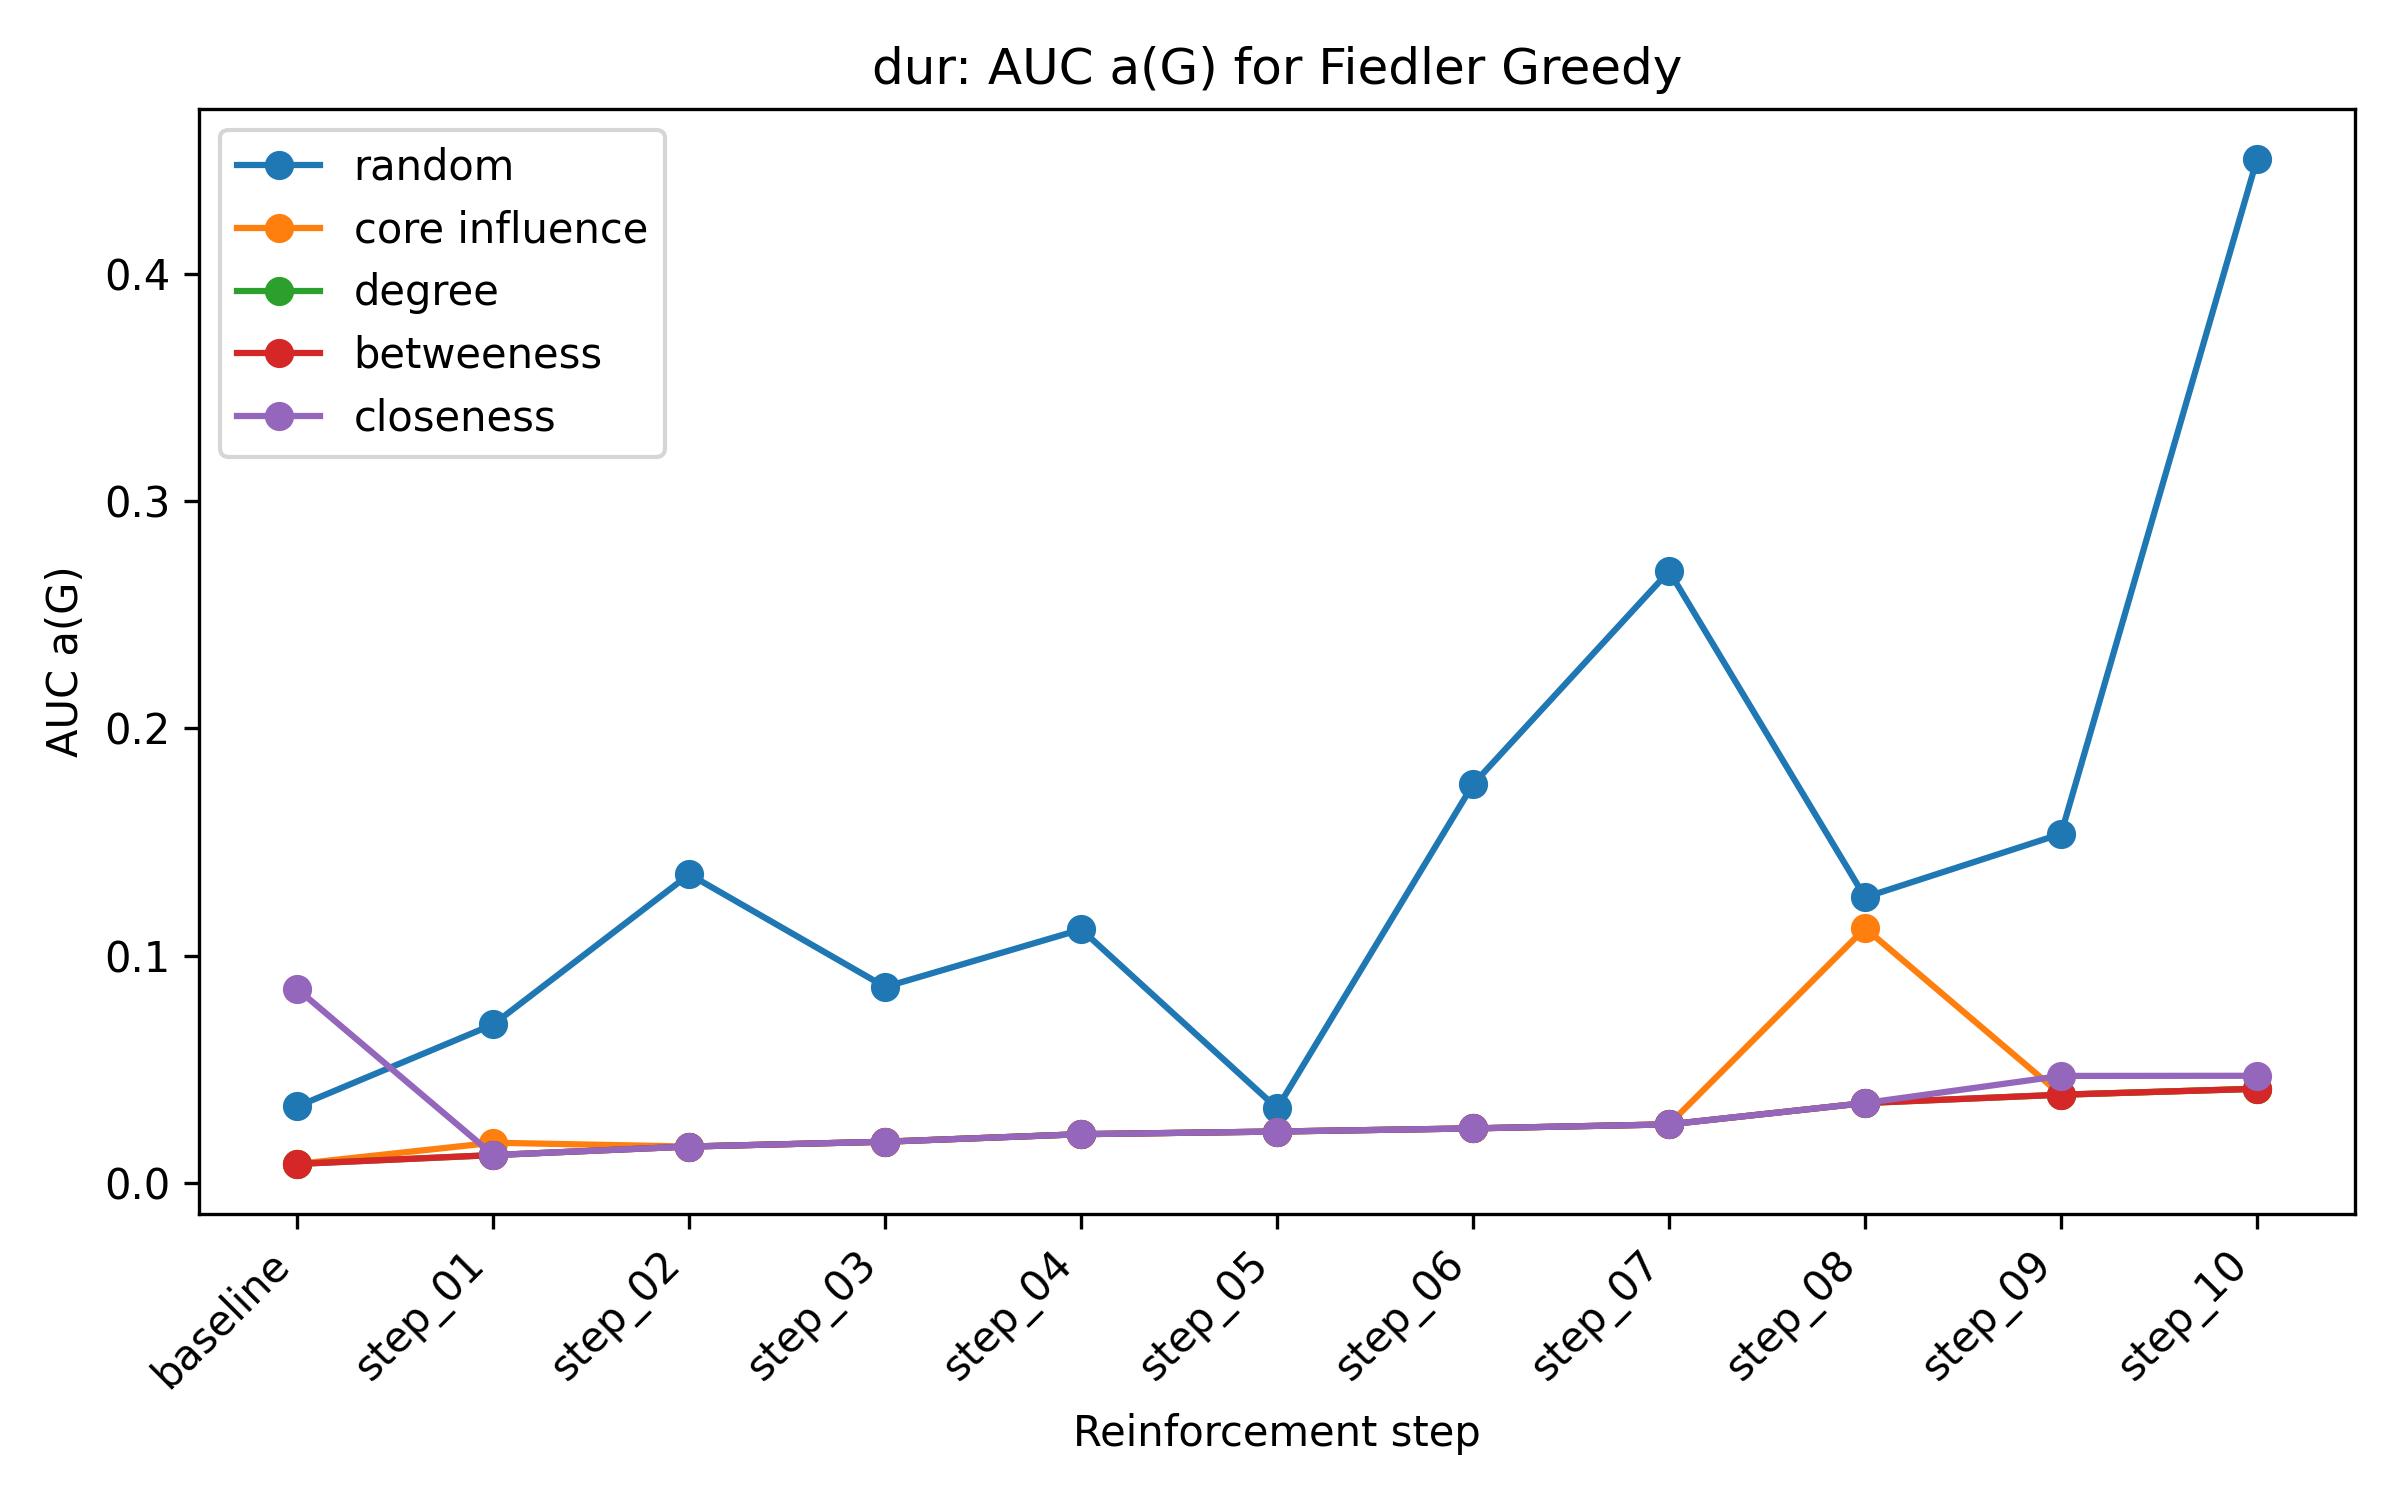 dur: AUC a(G) for Fiedler Greedy
random
core influence
degree
betweeness
closeness
AUC a(G)
0.4
0.3
0.2
0.1
0.0
baseline
step_01
step_02
step_03
step_04
step_05
step_06
step_07
step_08
step_09
step_10
Reinforcement step